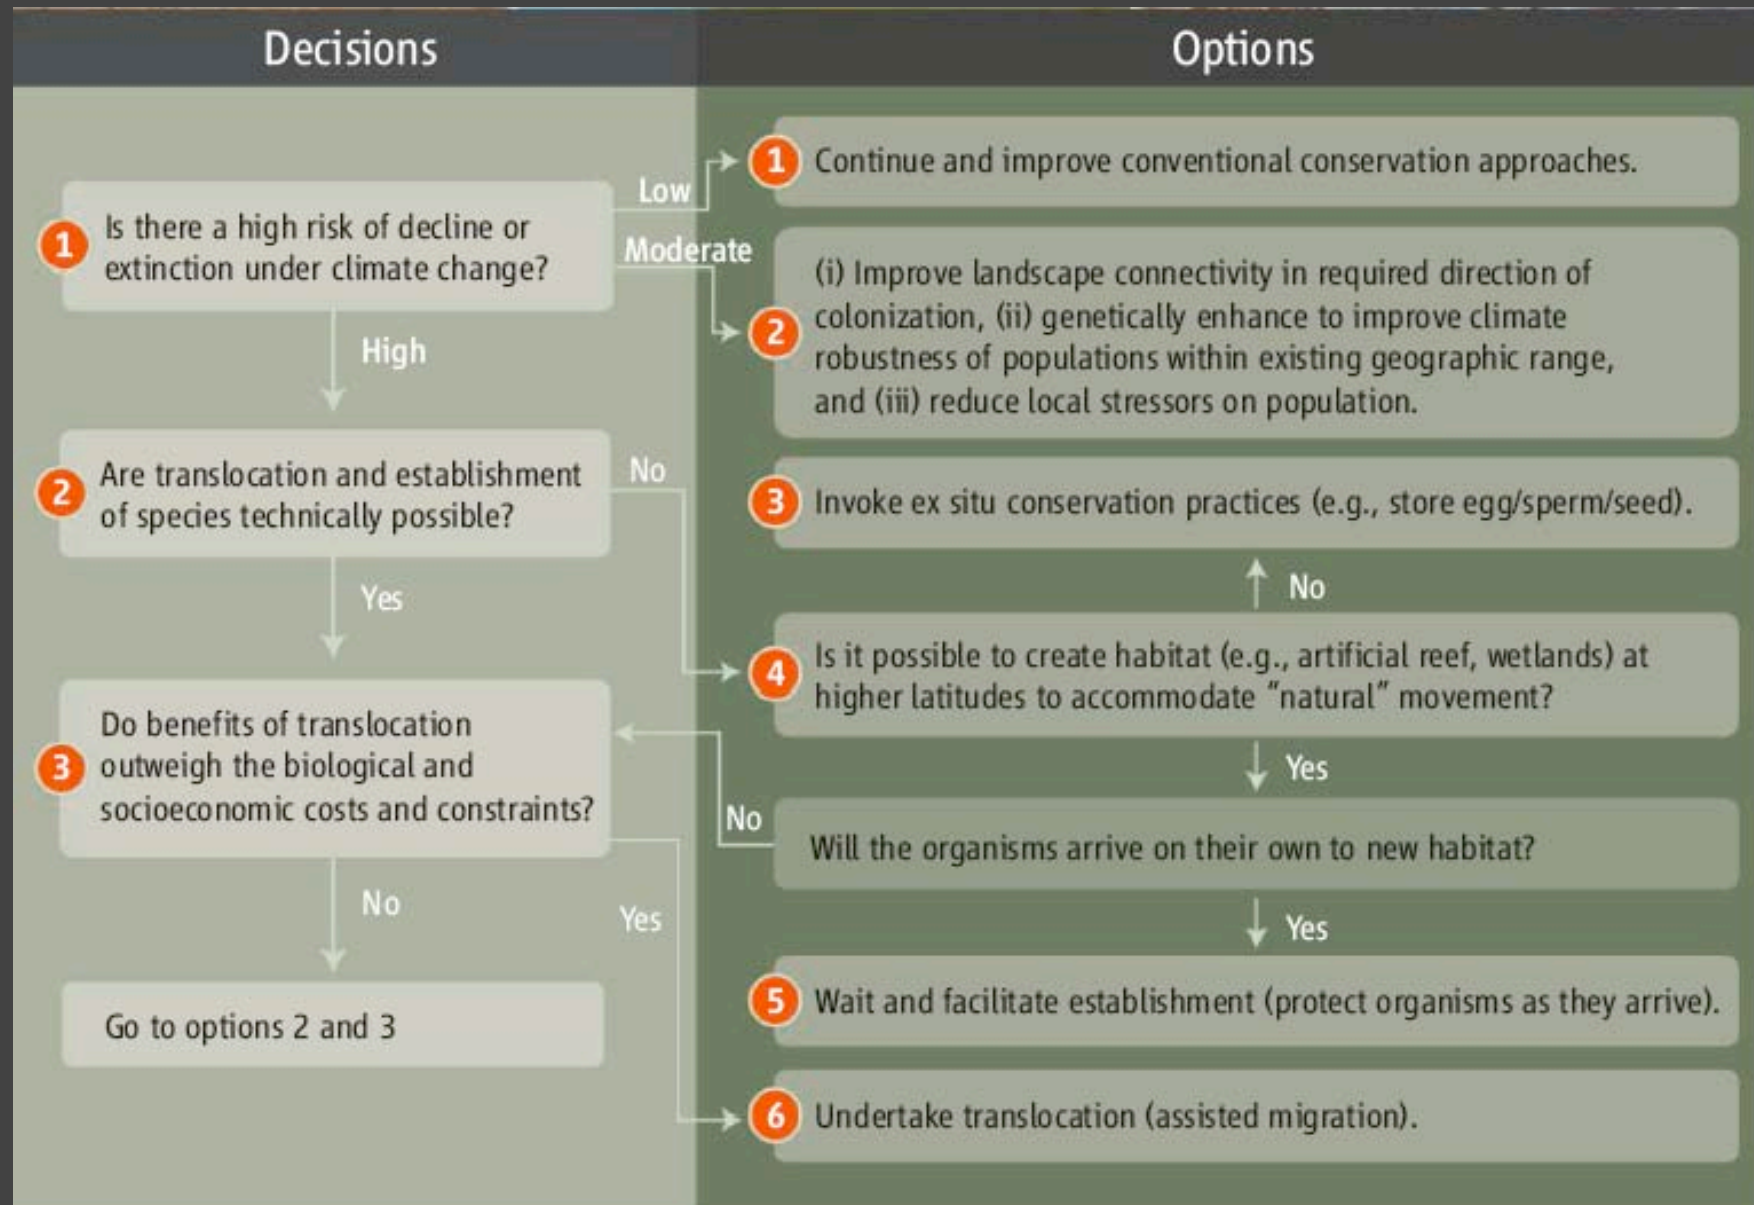 Decisions
Options
1
Is there a high risk of decline or
extinction under climate change?
Low
Moderate
High
2
Are translocation and establishment
of species technically possible?
No
Yes
3
Do benefits of translocation
outweigh the biological and
socioeconomic costs and constraints?
No
Yes
Go to options 2 and 3
1
Continue and improve conventional conservation approaches.
2
(i) Improve landscape connectivity in required direction of
colonization, (ii) genetically enhance to improve climate
robustness of populations within existing geographic range,
and (iii) reduce local stressors on population.
3
Invoke ex situ conservation practices (e.g., store egg/sperm/seed).
No
4
Is it possible to create habitat (e.g., artificial reef, wetlands) at
higher latitudes to accommodate “natural” movement?
Yes
No
Will the organisms arrive on their own to new habitat?
Yes
5
Wait and facilitate establishment (protect organisms as they arrive).
6
Undertake translocation (assisted migration).